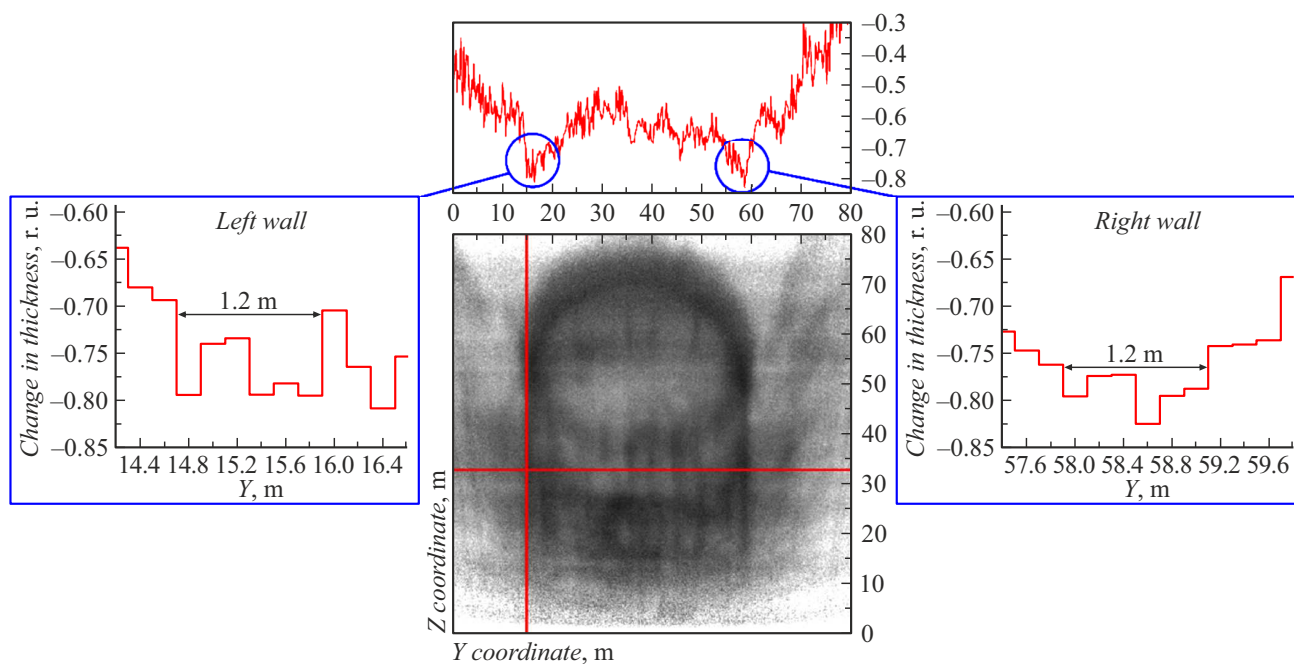 –0.3
–0.4
–0.5
–0.6
–0.7
–0.8
0 10 20 30 40 50 60 70 80
Left wall
Change in thickness, r. u.
–0.60
–0.65
–0.70
–0.75
–0.80
–0.85
1.2 m
14.4 14.8 15.2 15.6 16.0 16.4
Y, m
80
70
60
50
40
30
20
10
0
Z coordinate, m
Y coordinate, m
Right wall
Change in thickness, r. u.
–0.60
–0.65
–0.70
–0.75
–0.80
–0.85
1.2 m
57.6 58.0 58.4 58.8 59.2 59.6
Y, m